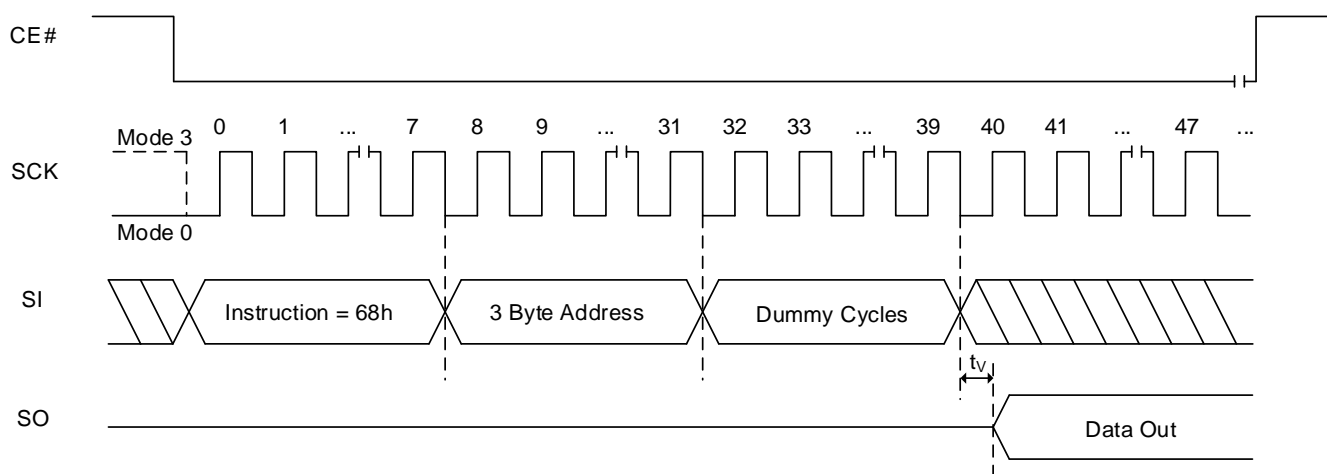 CE#
0 1 ... 7 8 9 ... 31 32 33 ... 39 40 41 ... 47 ...
Mode 3
SCK
Mode 0
SI
Instruction = 68h
3 Byte Address
Dummy Cycles
tV
SO
Data Out